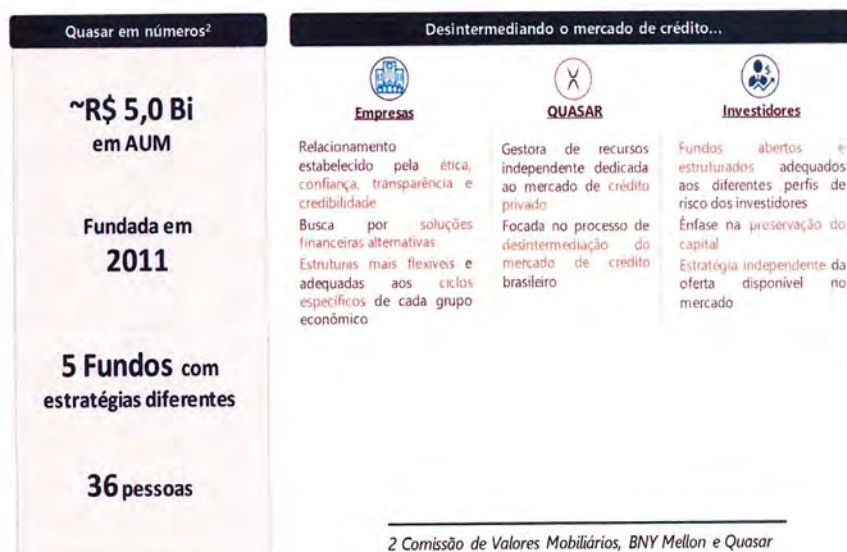 Quasar em números²
~R$ 5,0 Bi
em AUM
Fundada em
2011
5 Fundos com
estratégias diferentes
36 pessoas
Desintermediando o mercado de crédito...
Empresas
Relacionamento
estabelecido pela ética,
confiança, transparência e
credibilidade
Busca por soluções
financeiras alternativas
Estruturas mais flexíveis e
adequadas aos ciclos
específicos de cada grupo
econômico
QUASAR
Gestora de recursos
independente dedicada
ao mercado de crédito
privado
Focada no processo de
desintermediação do
mercado de crédito
brasileiro
Investidores
Fundos abertos e
estruturados adequados
aos diferentes perfis de
risco dos investidores
Ênfase na preservação do
capital
Estratégia independente da
oferta disponível no
mercado
2 Comissão de Valores Mobiliários, BNY Mellon e Quasar